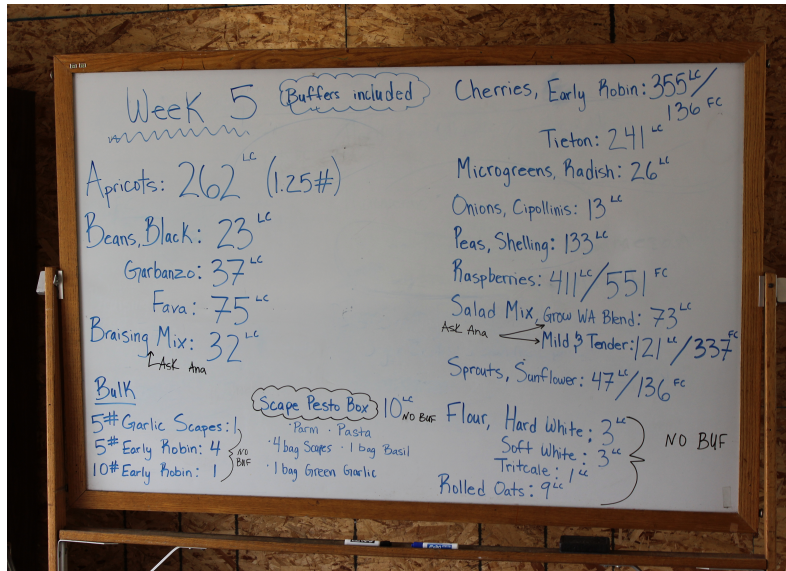 Week 5
Buffers included
Apricots: 262 LC (1.25#)
Beans, Black: 23 LC
Garbanzo: 37 LC
Fava: 75 LC
Braising Mix: 32 LC
Ask Ana
Bulk
5# Garlic Scapes: 1
5# Early Robin: 4
10# Early Robin: 1
NO BUF
Scape Pesto Box 10 LC NO BUF
· Parm · Pasta
· 4 bag Scapes · 1 bag Basil
· 1 bag Green Garlic
Cherries, Early Robin: 355 LC/
136 FC
Tieton: 241 LC
Microgreens, Radish: 26 LC
Onions, Cipollinis: 13 LC
Peas, Shelling: 133 LC
Raspberries: 411 LC/551 FC
Salad Mix, Grow WA Blend: 73 LC
Ask Ana
Mild & Tender: 121 LC/337 FC
Sprouts, Sunflower: 47 LC/136 FC
Flour, Hard White: 3 LC
Soft White: 3 LC
Tritcale: 1 LC
Rolled Oats: 9 LC
NO BUF